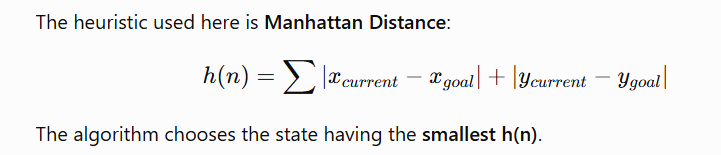 The heuristic used here is Manhattan Distance:
h(n) = ∑ |x_current − x_goal| + |y_current − y_goal|
The algorithm chooses the state having the smallest h(n).